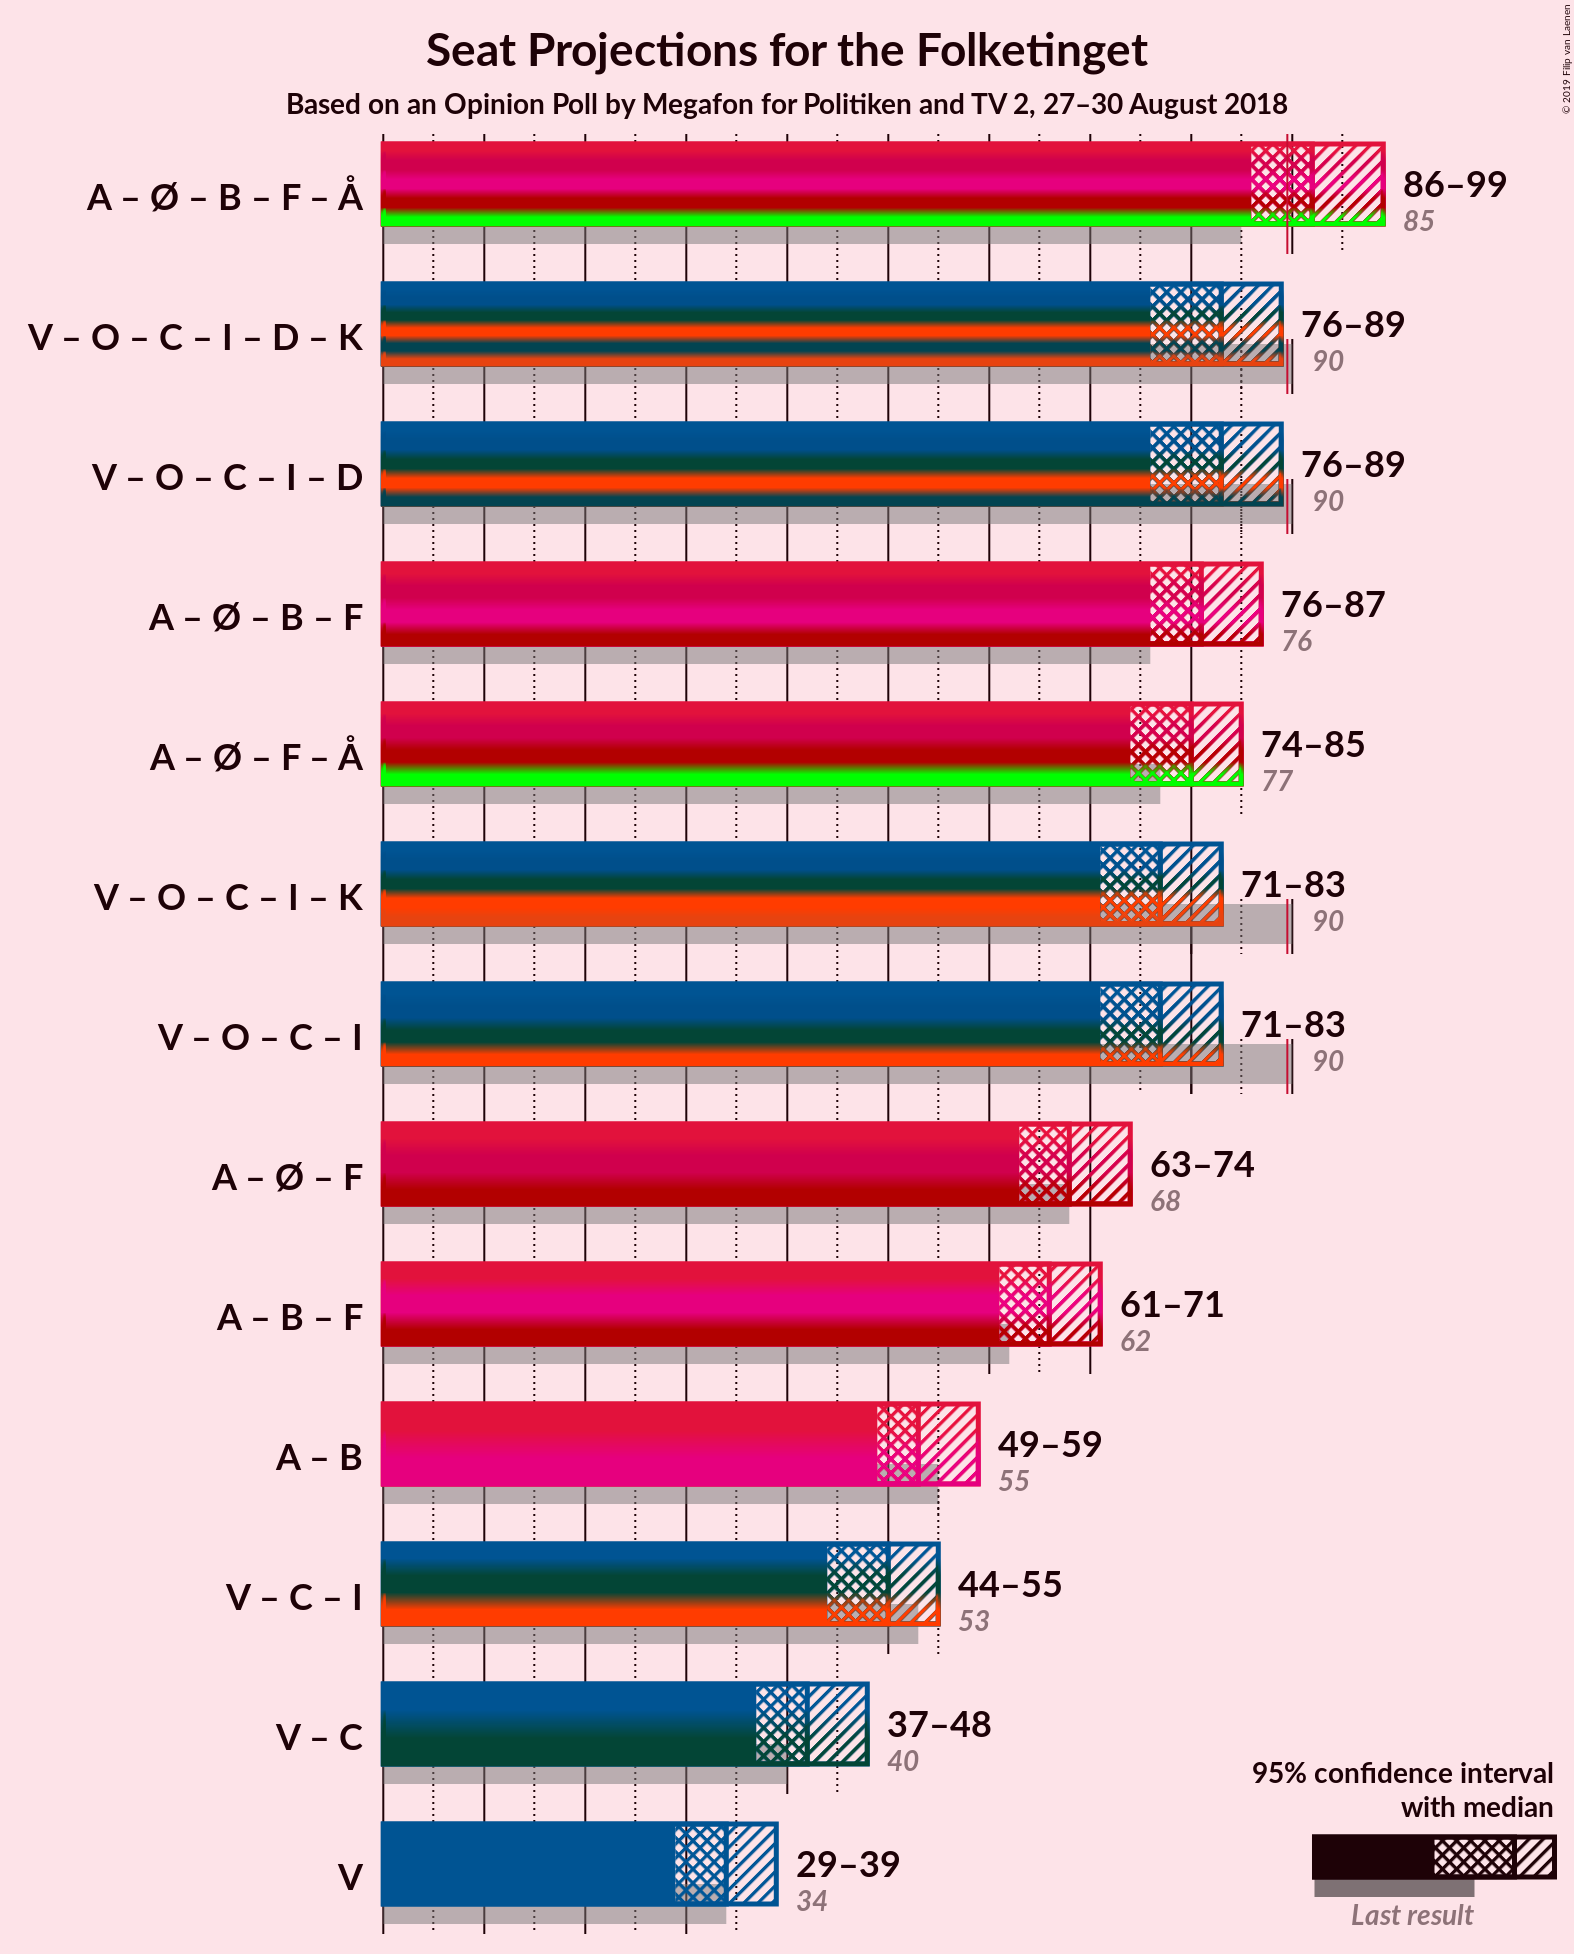 Seat Projections for the Folketinget
Based on an Opinion Poll by Megafon for Politiken and TV 2, 27–30 August 2018
© 2019 Filip van Laenen
A – Ø – B – F – Å
86–99
85
V – O – C – I – D – K
76–89
90
V – O – C – I – D
76–89
90
A – Ø – B – F
76–87
76
A – Ø – F – Å
74–85
77
V – O – C – I – K
71–83
90
V – O – C – I
71–83
90
A – Ø – F
63–74
68
A – B – F
61–71
62
A – B
49–59
55
V – C – I
44–55
53
V – C
37–48
40
V
29–39
34
95% confidence interval
with median
Last result